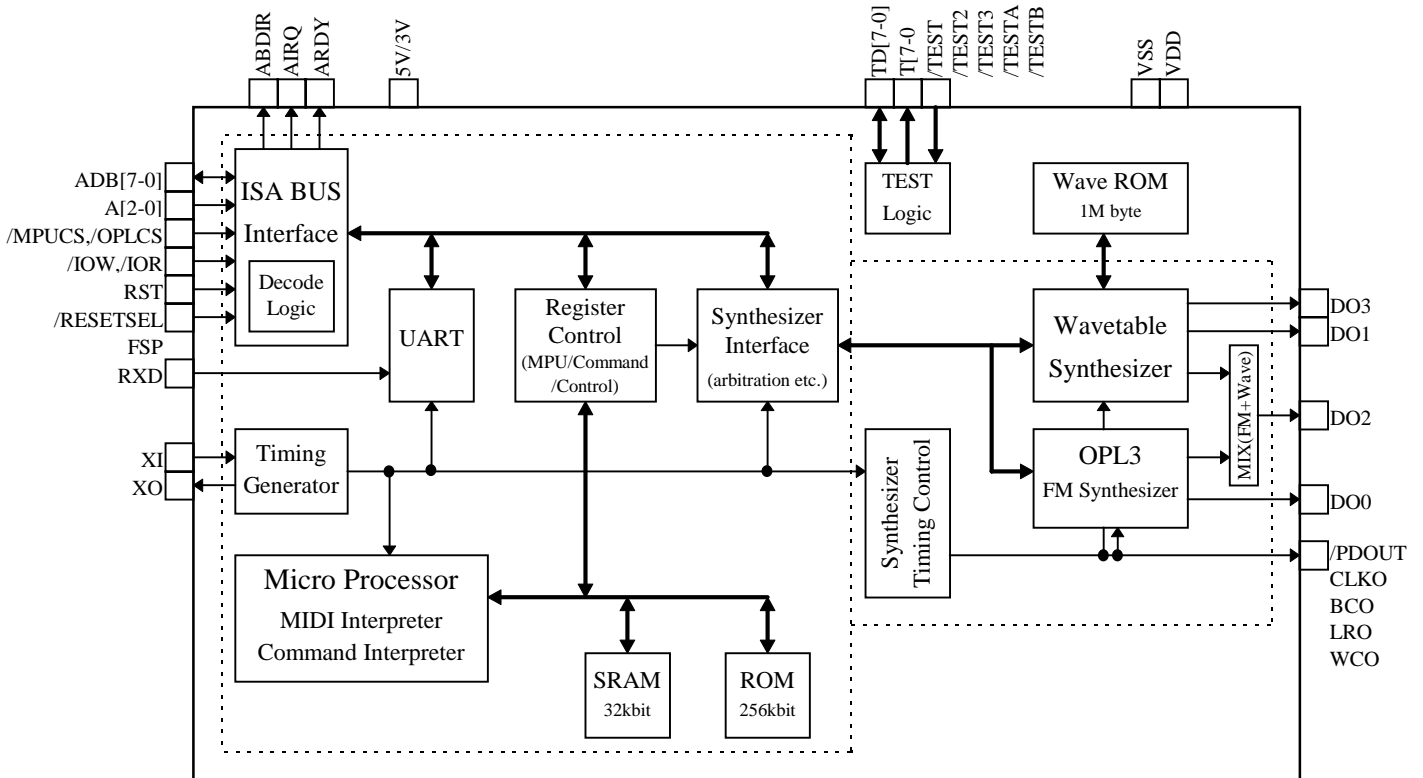 ABDIR
AIRQ
ARDY
5V/3V
TD[7-0]
T[7-0
/TEST
/TEST2
/TEST3
/TESTA
/TESTB
VSS
VDD
ADB[7-0]
A[2-0]
/MPUCS,/OPLCS
/IOW,/IOR
RST
/RESETSEL
FSP
RXD
XI
XO
ISA BUS
Interface
Decode
Logic
UART
Register
Control
(MPU/Command
/Control)
Synthesizer
Interface
(arbitration etc.)
TEST
Logic
Wave ROM
1M byte
Wavetable
Synthesizer
MIX(FM+Wave)
OPL3
FM Synthesizer
Timing
Generator
Synthesizer
Timing Control
Micro Processor
MIDI Interpreter
Command Interpreter
SRAM
32kbit
ROM
256kbit
DO3
DO1
DO2
DO0
/PDOUT
CLKO
BCO
LRO
WCO